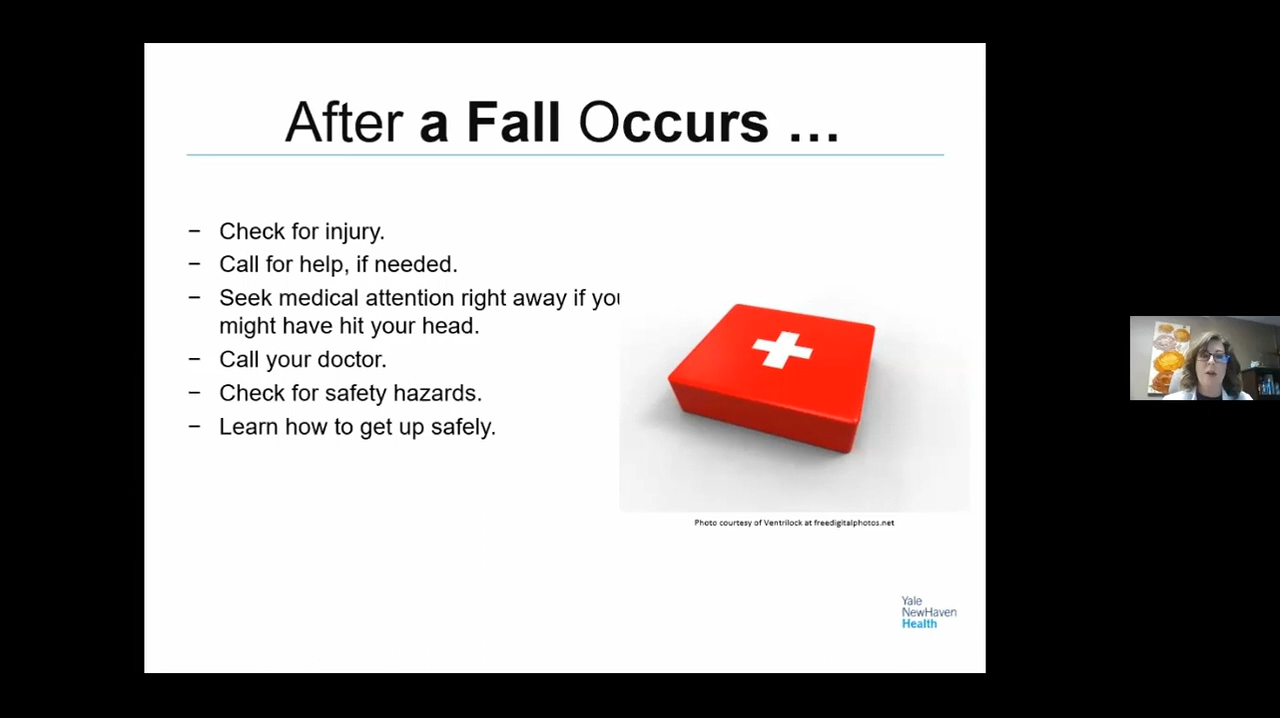 After a Fall Occurs ...
− Check for injury.
− Call for help, if needed.
− Seek medical attention right away if you
might have hit your head.
− Call your doctor.
− Check for safety hazards.
− Learn how to get up safely.
Photo courtesy of Ventrilock at freedigitalphotos.net
Yale
NewHaven
Health